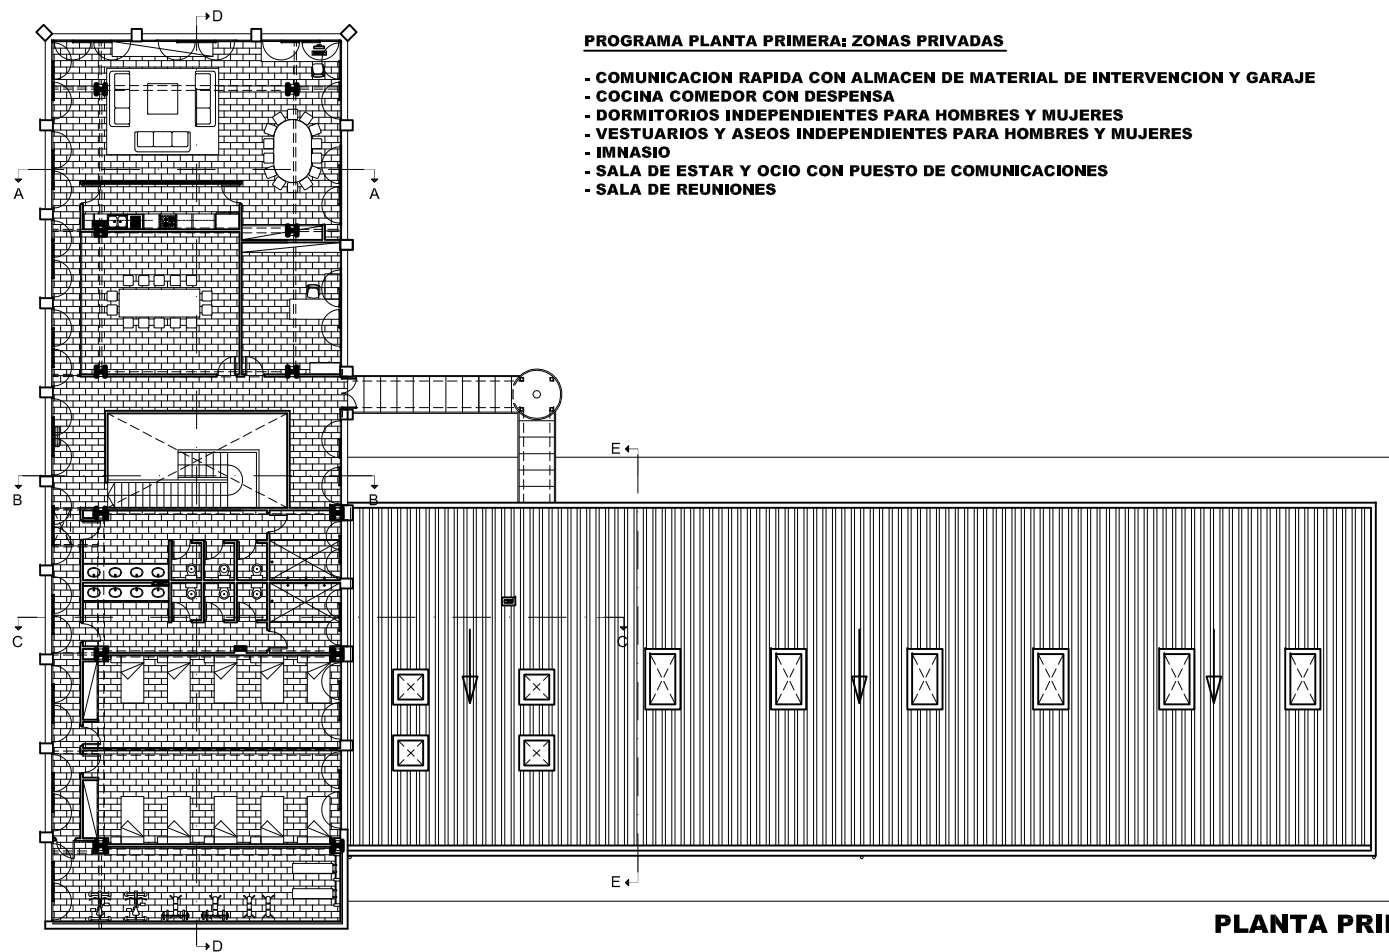 D
PROGRAMA PLANTA PRIMERA: ZONAS PRIVADAS
- COMUNICACION RAPIDA CON ALMACEN DE MATERIAL DE INTERVENCION Y GARAJE
- COCINA COMEDOR CON DESPENSA
- DORMITORIOS INDEPENDIENTES PARA HOMBRES Y MUJERES
- VESTUARIOS Y ASEOS INDEPENDIENTES PARA HOMBRES Y MUJERES
- IMNASIO
- SALA DE ESTAR Y OCIO CON PUESTO DE COMUNICACIONES
- SALA DE REUNIONES
A A
E
B B
C C
E
D
PLANTA PRI